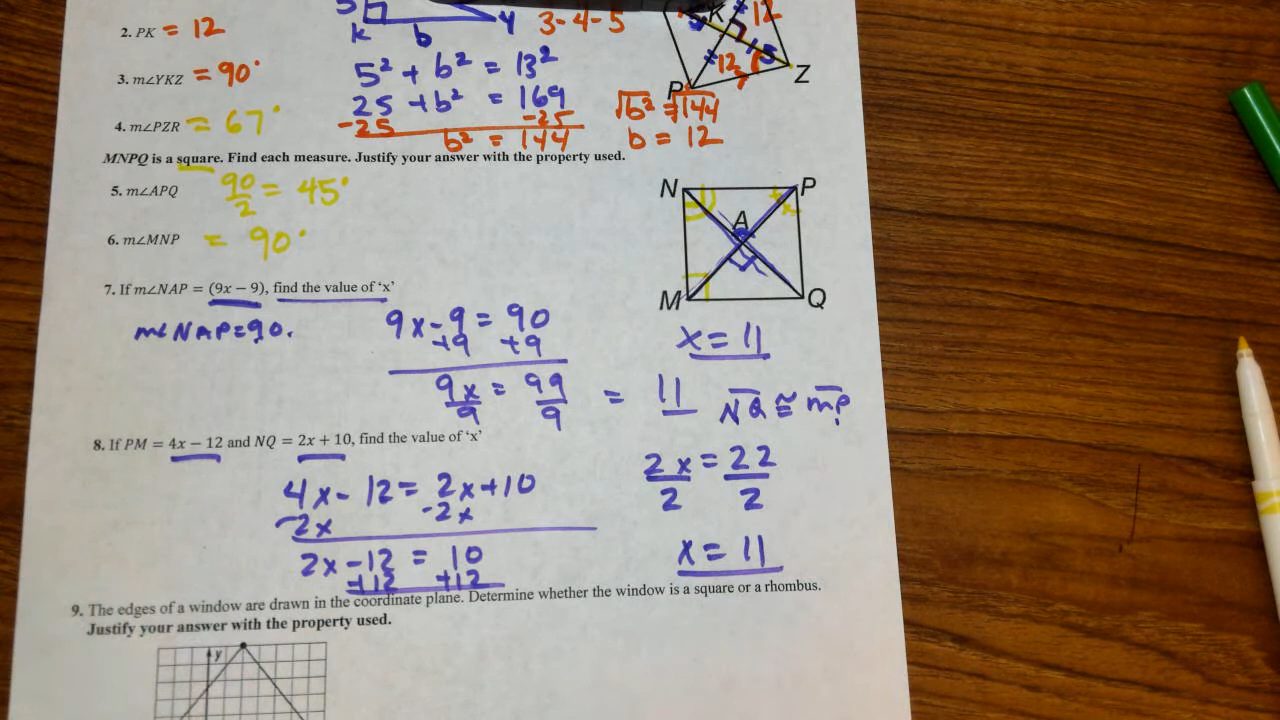 5
K b Y 3-4-5
2. PK = 12
5² + b² = 13²
3. m∠YKZ = 90°
25 + b² = 169
-25 -25
b² = 144
√b² = √144
b = 12
K 12
5
12
P Z
4. m∠PZR = 67°
MNPQ is a square. Find each measure. Justify your answer with the property used.
5. m∠APQ 90/2 = 45°
6. m∠MNP = 90°
N P
A
M Q
7. If m∠NAP = (9x − 9), find the value of ‘x’
m∠NAP=90.
9x-9 = 90
+9 +9
9x/9 = 99/9 = 11
x = 11
NQ ≅ MP
8. If PM = 4x − 12 and NQ = 2x + 10, find the value of ‘x’
4x- 12 = 2x+10
-2x -2x
2x -12 = 10
+12 +12
2x/2 = 22/2
x = 11
9. The edges of a window are drawn in the coordinate plane. Determine whether the window is a square or a rhombus.
Justify your answer with the property used.
y